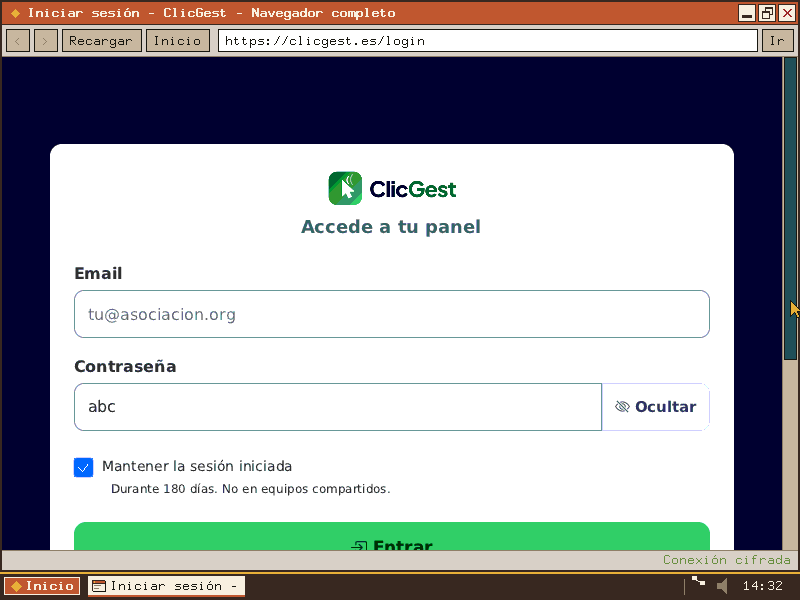 Iniciar sesión - ClicGest - Navegador completo
< > Recargar Inicio https://clicgest.es/login Ir
ClicGest
Accede a tu panel
Email
tu@asociacion.org
Contraseña
abc Ocultar
Mantener la sesión iniciada
Durante 180 días. No en equipos compartidos.
Entrar
Conexión cifrada
Inicio Iniciar sesión - 14:32